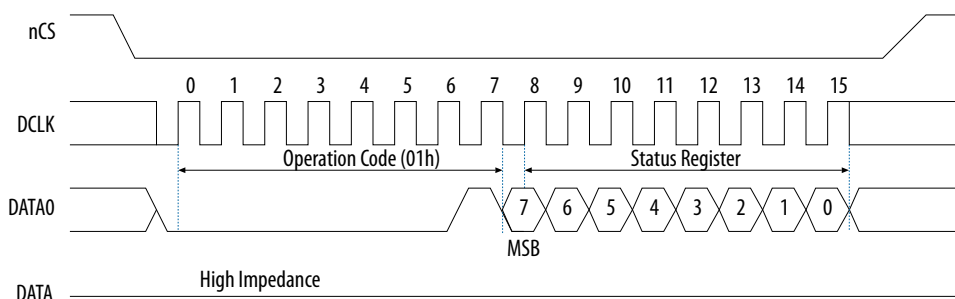 nCS
0 1 2 3 4 5 6 7 8 9 10 11 12 13 14 15
DCLK
Operation Code (01h) Status Register
DATA0 7 6 5 4 3 2 1 0
MSB
High Impedance
DATA